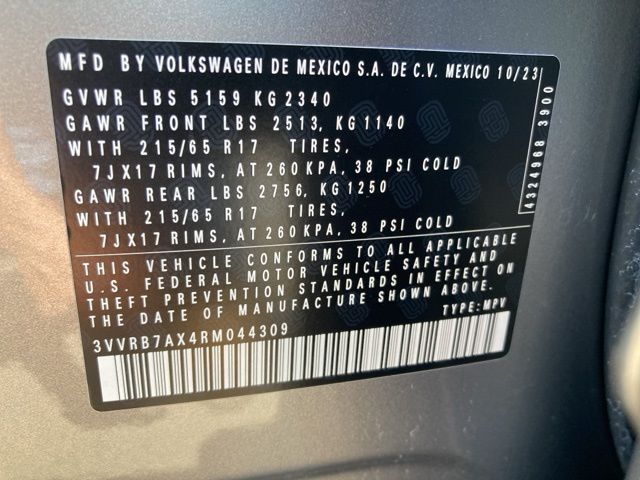 MFD BY VOLKSWAGEN DE MEXICO S.A. DE C.V. MEXICO 10/23
GVWR LBS 5159 KG 2340
GAWR FRONT LBS 2513, KG 1140
WITH 215/65 R17 TIRES,
7JX17 RIMS, AT 260 KPA, 38 PSI COLD
GAWR REAR LBS 2756, KG 1250
WITH 215/65 R17 TIRES,
7JX17 RIMS, AT 260 KPA, 38 PSI COLD
4324968 3900
THIS VEHICLE CONFORMS TO ALL APPLICABLE
U.S. FEDERAL MOTOR VEHICLE SAFETY AND
THEFT PREVENTION STANDARDS IN EFFECT ON
THE DATE OF MANUFACTURE SHOWN ABOVE.
3VVRB7AX4RM044309 TYPE: MPV